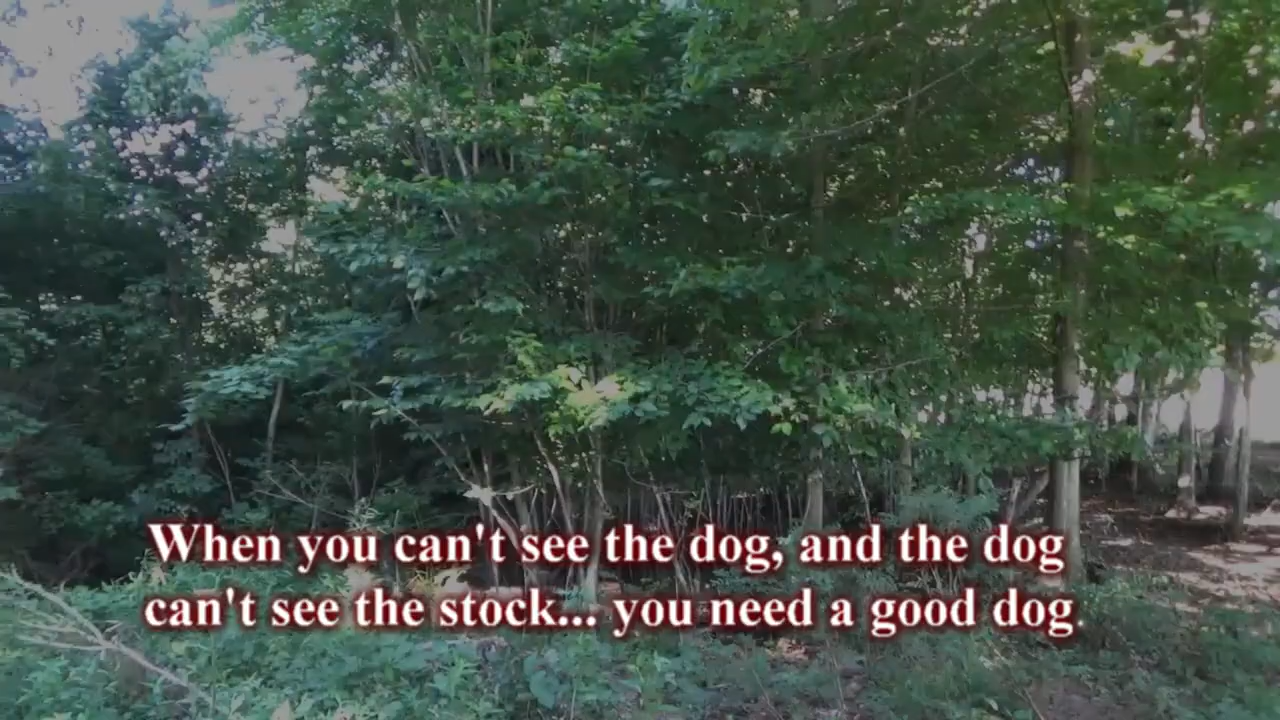 When you can't see the dog, and the dog
can't see the stock... you need a good dog.